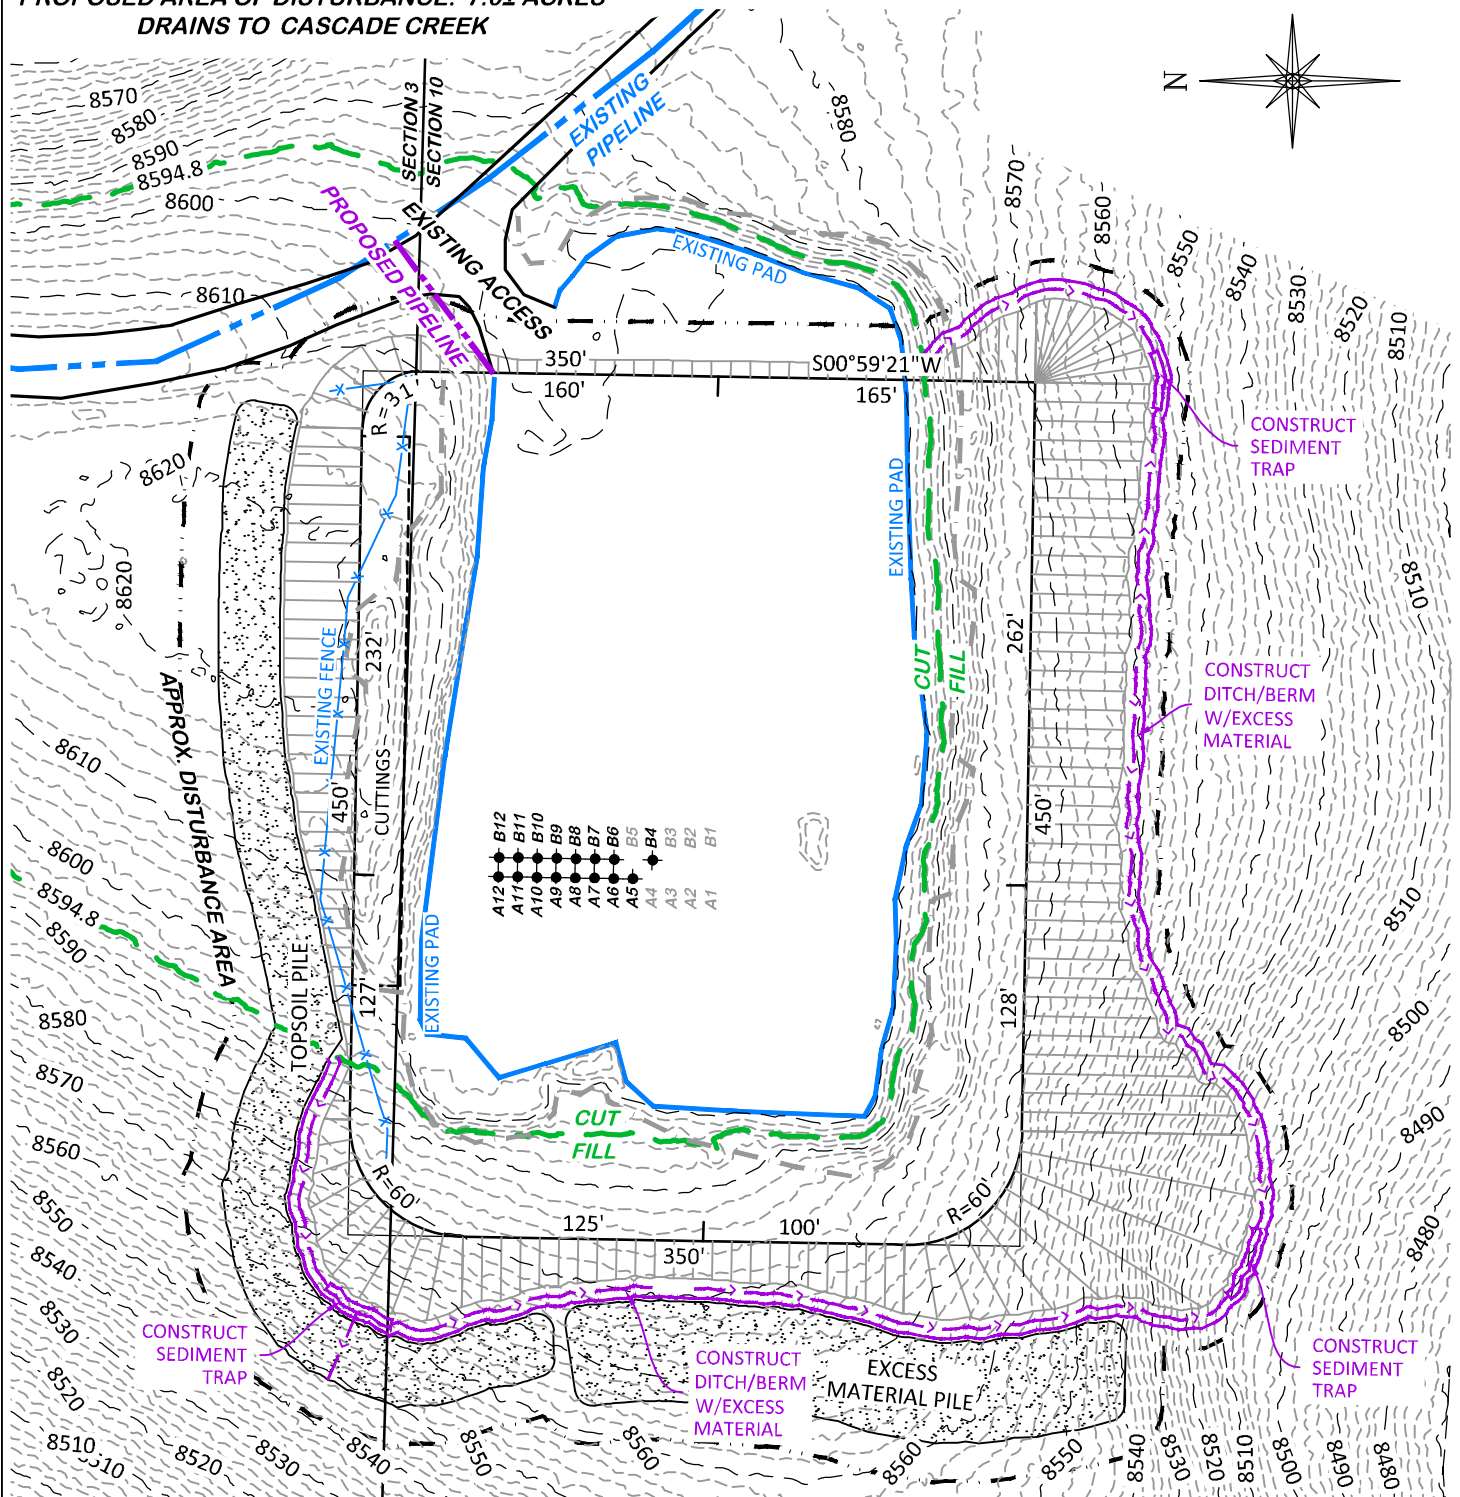 PROPOSED AREA OF DISTURBANCE: 7.01 ACRES
DRAINS TO CASCADE CREEK
N
SECTION 3
SECTION 10
EXISTING
PIPELINE
8570
8580
8590
8594.8
8600
8610
8620
8620
PROPOSED PIPELINE
EXISTING ACCESS
EXISTING PAD
8580
8570
8560
8550
8540
8530
8520
8510
350'
S00°59'21"W
160'
165'
R=31'
CONSTRUCT
SEDIMENT
TRAP
EXISTING PAD
8510
262'
CUT
FILL
CONSTRUCT
DITCH/BERM
W/EXCESS
MATERIAL
EXISTING FENCE
232'
CUTTINGS
450'
450'
APPROX. DISTURBANCE AREA
8610
8600
8594.8
8590
8580
8570
8560
8550
8540
8530
8520
8510
B12
B11
B10
B9
B8
B7
B6
B5
B4
B3
B2
B1
A12
A11
A10
A9
A8
A7
A6
A5
A4
A3
A2
A1
EXISTING PAD
TOPSOIL PILE
127'
128'
8510
8500
8490
8480
CUT
FILL
R=60'
R=60'
125'
100'
350'
CONSTRUCT
SEDIMENT
TRAP
CONSTRUCT
DITCH/BERM
W/EXCESS
MATERIAL
EXCESS
MATERIAL PILE
CONSTRUCT
SEDIMENT
TRAP
8510
8520
8530
8540
8550
8560
8560
8550
8540
8530
8520
8510
8500
8490
8480